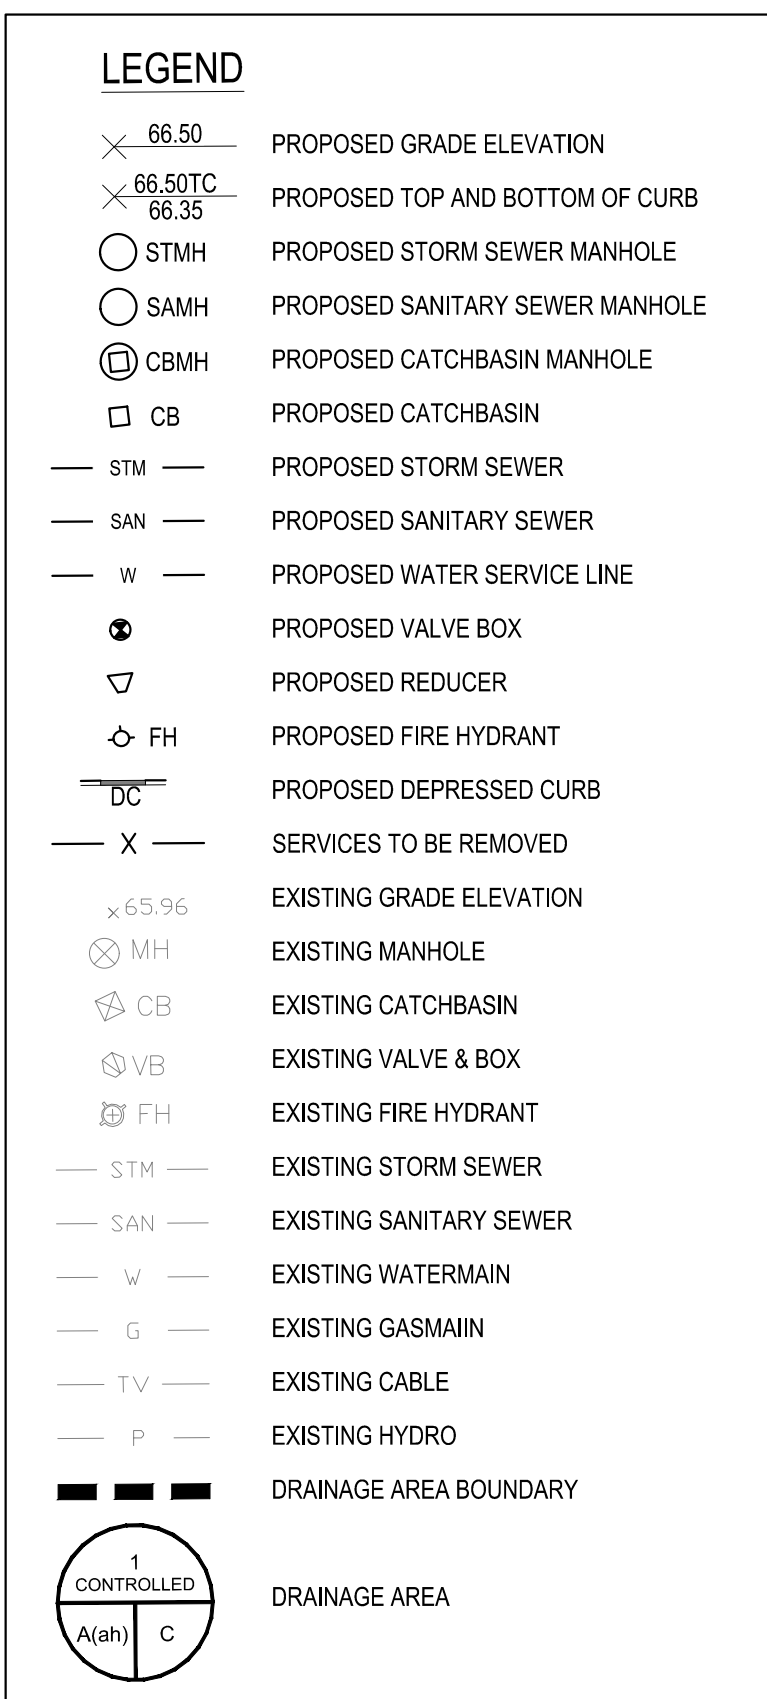 LEGEND
66.50 PROPOSED GRADE ELEVATION
66.50TC
66.35 PROPOSED TOP AND BOTTOM OF CURB
STMH PROPOSED STORM SEWER MANHOLE
SAMH PROPOSED SANITARY SEWER MANHOLE
CBMH PROPOSED CATCHBASIN MANHOLE
CB PROPOSED CATCHBASIN
STM PROPOSED STORM SEWER
SAN PROPOSED SANITARY SEWER
W PROPOSED WATER SERVICE LINE
PROPOSED VALVE BOX
PROPOSED REDUCER
FH PROPOSED FIRE HYDRANT
DC PROPOSED DEPRESSED CURB
X SERVICES TO BE REMOVED
x65.96 EXISTING GRADE ELEVATION
MH EXISTING MANHOLE
CB EXISTING CATCHBASIN
VB EXISTING VALVE & BOX
FH EXISTING FIRE HYDRANT
STM EXISTING STORM SEWER
SAN EXISTING SANITARY SEWER
W EXISTING WATERMAIN
G EXISTING GASMAIIN
TV EXISTING CABLE
P EXISTING HYDRO
DRAINAGE AREA BOUNDARY
1
CONTROLLED
A(ah) C
DRAINAGE AREA